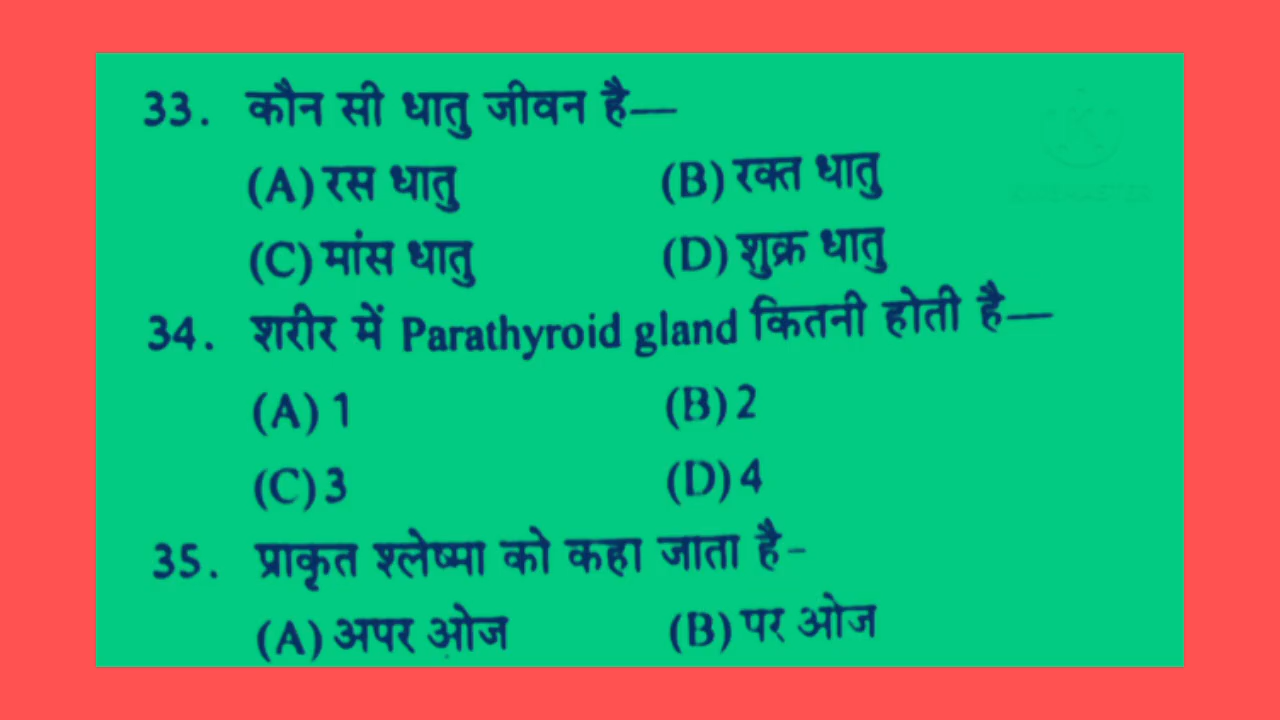 33. कौन सी धातु जीवन है—
(A) रस धातु (B) रक्त धातु
(C) मांस धातु (D) शुक्र धातु
34. शरीर में Parathyroid gland कितनी होती है—
(A) 1 (B) 2
(C) 3 (D) 4
35. प्राकृत श्लेष्मा को कहा जाता है-
(A) अपर ओज (B) पर ओज